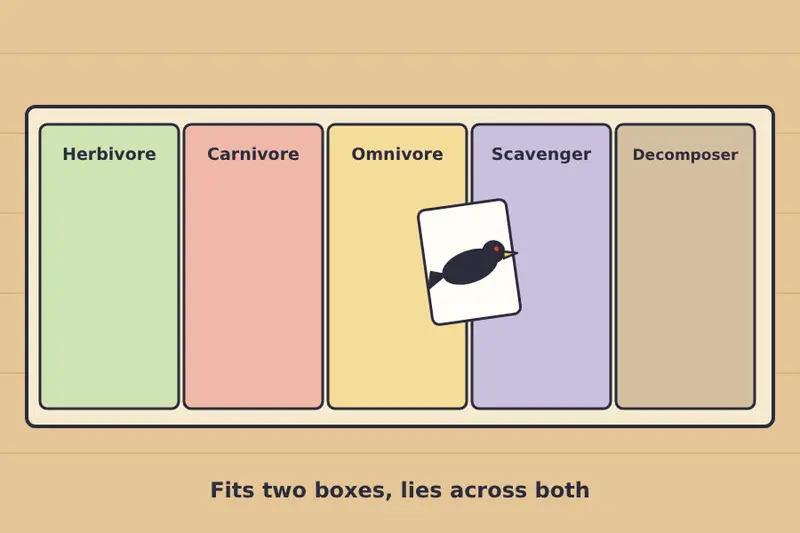 Herbivore
Carnivore
Omnivore
Scavenger
Decomposer
Fits two boxes, lies across both